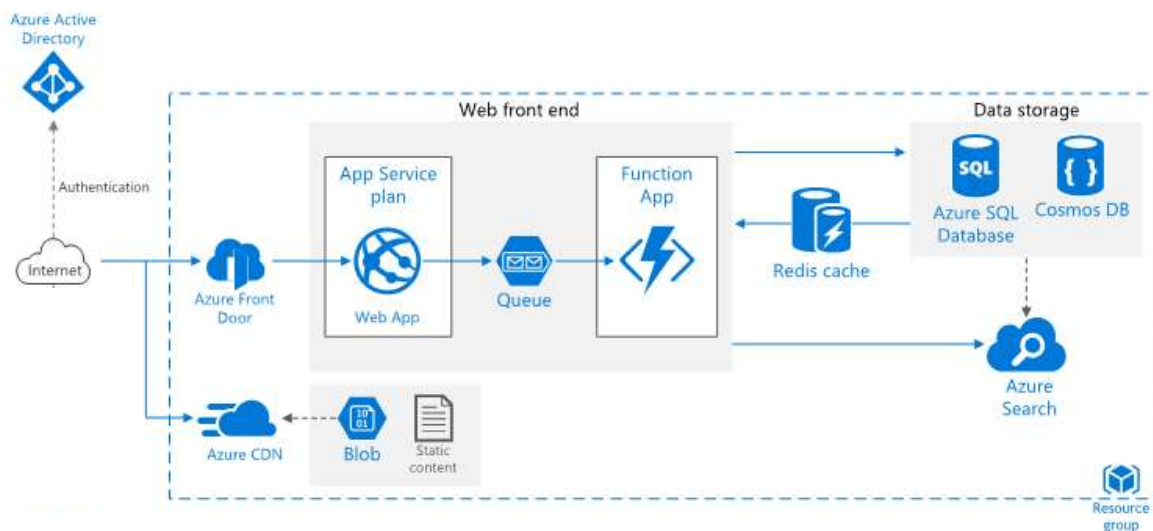 Azure Active
Directory
Authentication
Internet
Web front end
Data storage
App Service
plan
Web App
Queue
Function
App
Azure Front
Door
Redis cache
SQL
Azure SQL
Database
{ }
Cosmos DB
Azure
Search
Azure CDN
10
01
Blob
Static
content
Resource
group